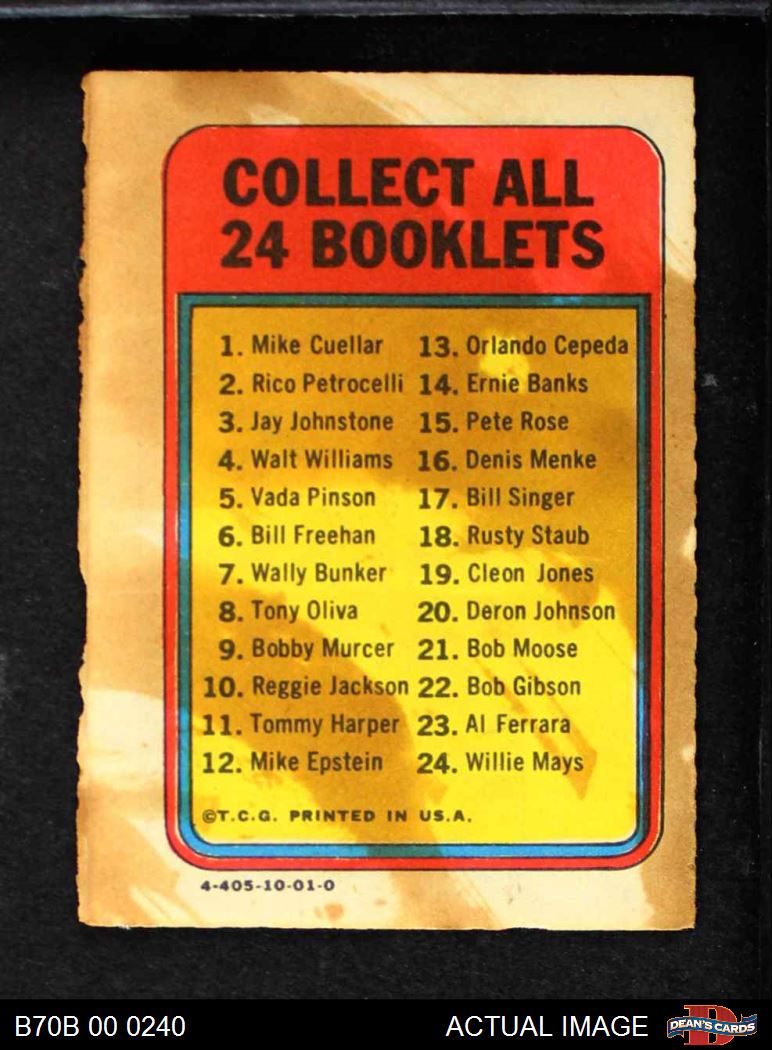 COLLECT ALL
24 BOOKLETS
1. Mike Cuellar
2. Rico Petrocelli
3. Jay Johnstone
4. Walt Williams
5. Vada Pinson
6. Bill Freehan
7. Wally Bunker
8. Tony Oliva
9. Bobby Murcer
10. Reggie Jackson
11. Tommy Harper
12. Mike Epstein
13. Orlando Cepeda
14. Ernie Banks
15. Pete Rose
16. Denis Menke
17. Bill Singer
18. Rusty Staub
19. Cleon Jones
20. Deron Johnson
21. Bob Moose
22. Bob Gibson
23. Al Ferrara
24. Willie Mays
©T.C.G. PRINTED IN U.S.A.
4-405-10-01-0
B70B 00 0240
ACTUAL IMAGE
DEAN'S CARDS